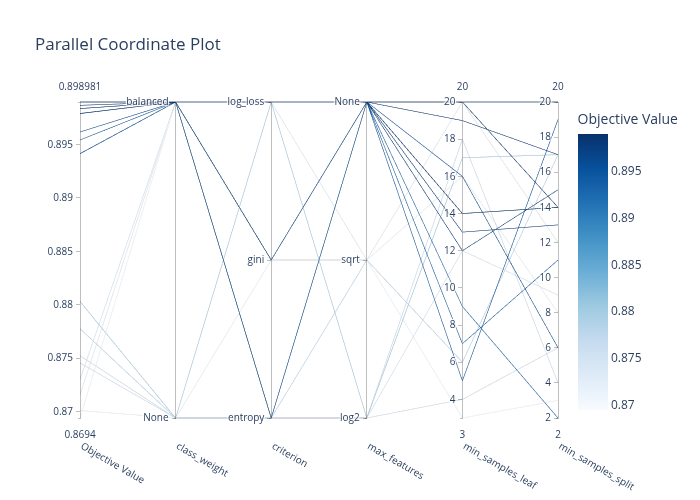 Parallel Coordinate Plot
0.898981 20 20
balanced log_loss None 20 20 Objective Value
0.895 18 18
0.89 16 16 0.895
0.885 14 14 0.89
gini sqrt 12 12 0.885
0.88 10 10 0.88
0.875 8 8 0.875
0.87 6 6 0.87
4 4
None entropy log2 2
0.8694 3 2
Objective Value class_weight criterion max_features min_samples_leaf min_samples_split